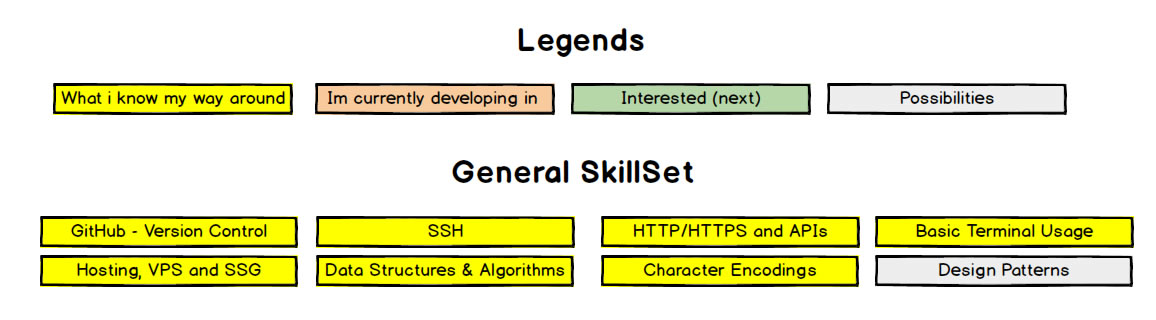 Legends
What i know my way around
Im currently developing in
Interested (next)
Possibilities
General SkillSet
GitHub - Version Control
SSH
HTTP/HTTPS and APIs
Basic Terminal Usage
Hosting, VPS and SSG
Data Structures & Algorithms
Character Encodings
Design Patterns